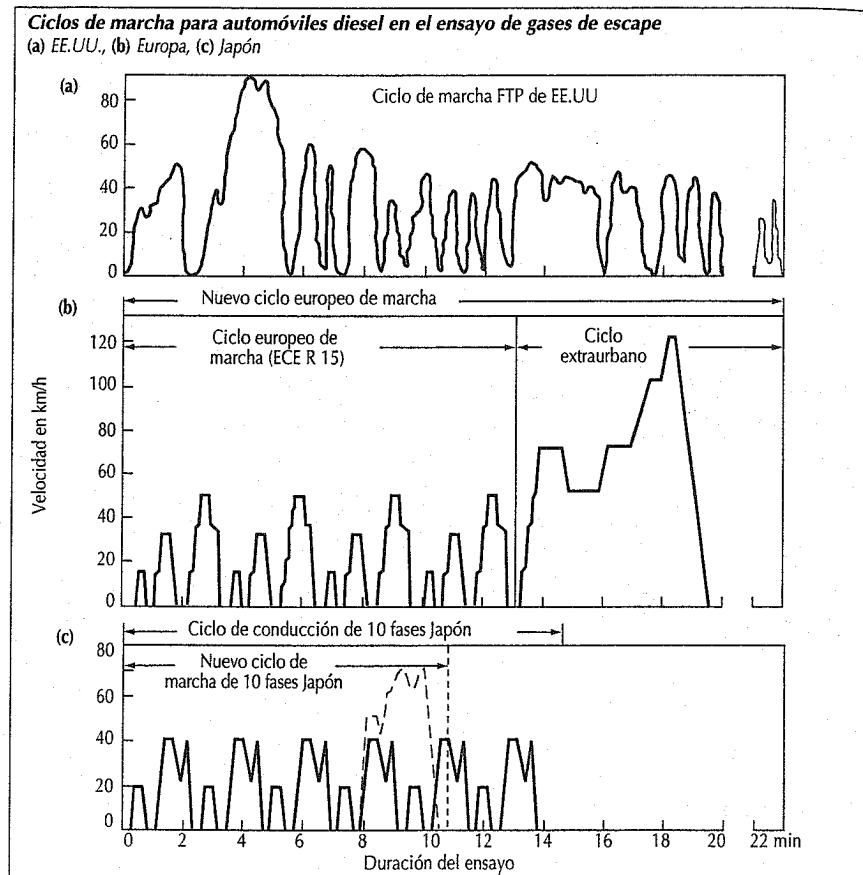 Ciclos de marcha para automóviles diesel en el ensayo de gases de escape
(a) EE.UU., (b) Europa, (c) Japón
(a)
Ciclo de marcha FTP de EE.UU
80
60
40
20
0
Nuevo ciclo europeo de marcha
(b)
Ciclo europeo de
marcha (ECE R 15)
Ciclo
extraurbano
120
100
80
60
40
20
0
Velocidad en km/h
(c)
Ciclo de conducción de 10 fases Japón
Nuevo ciclo de
marcha de 10 fases Japón
80
60
40
20
0
0 2 4 6 8 10 12 14 16 18 20 22 min
Duración del ensayo